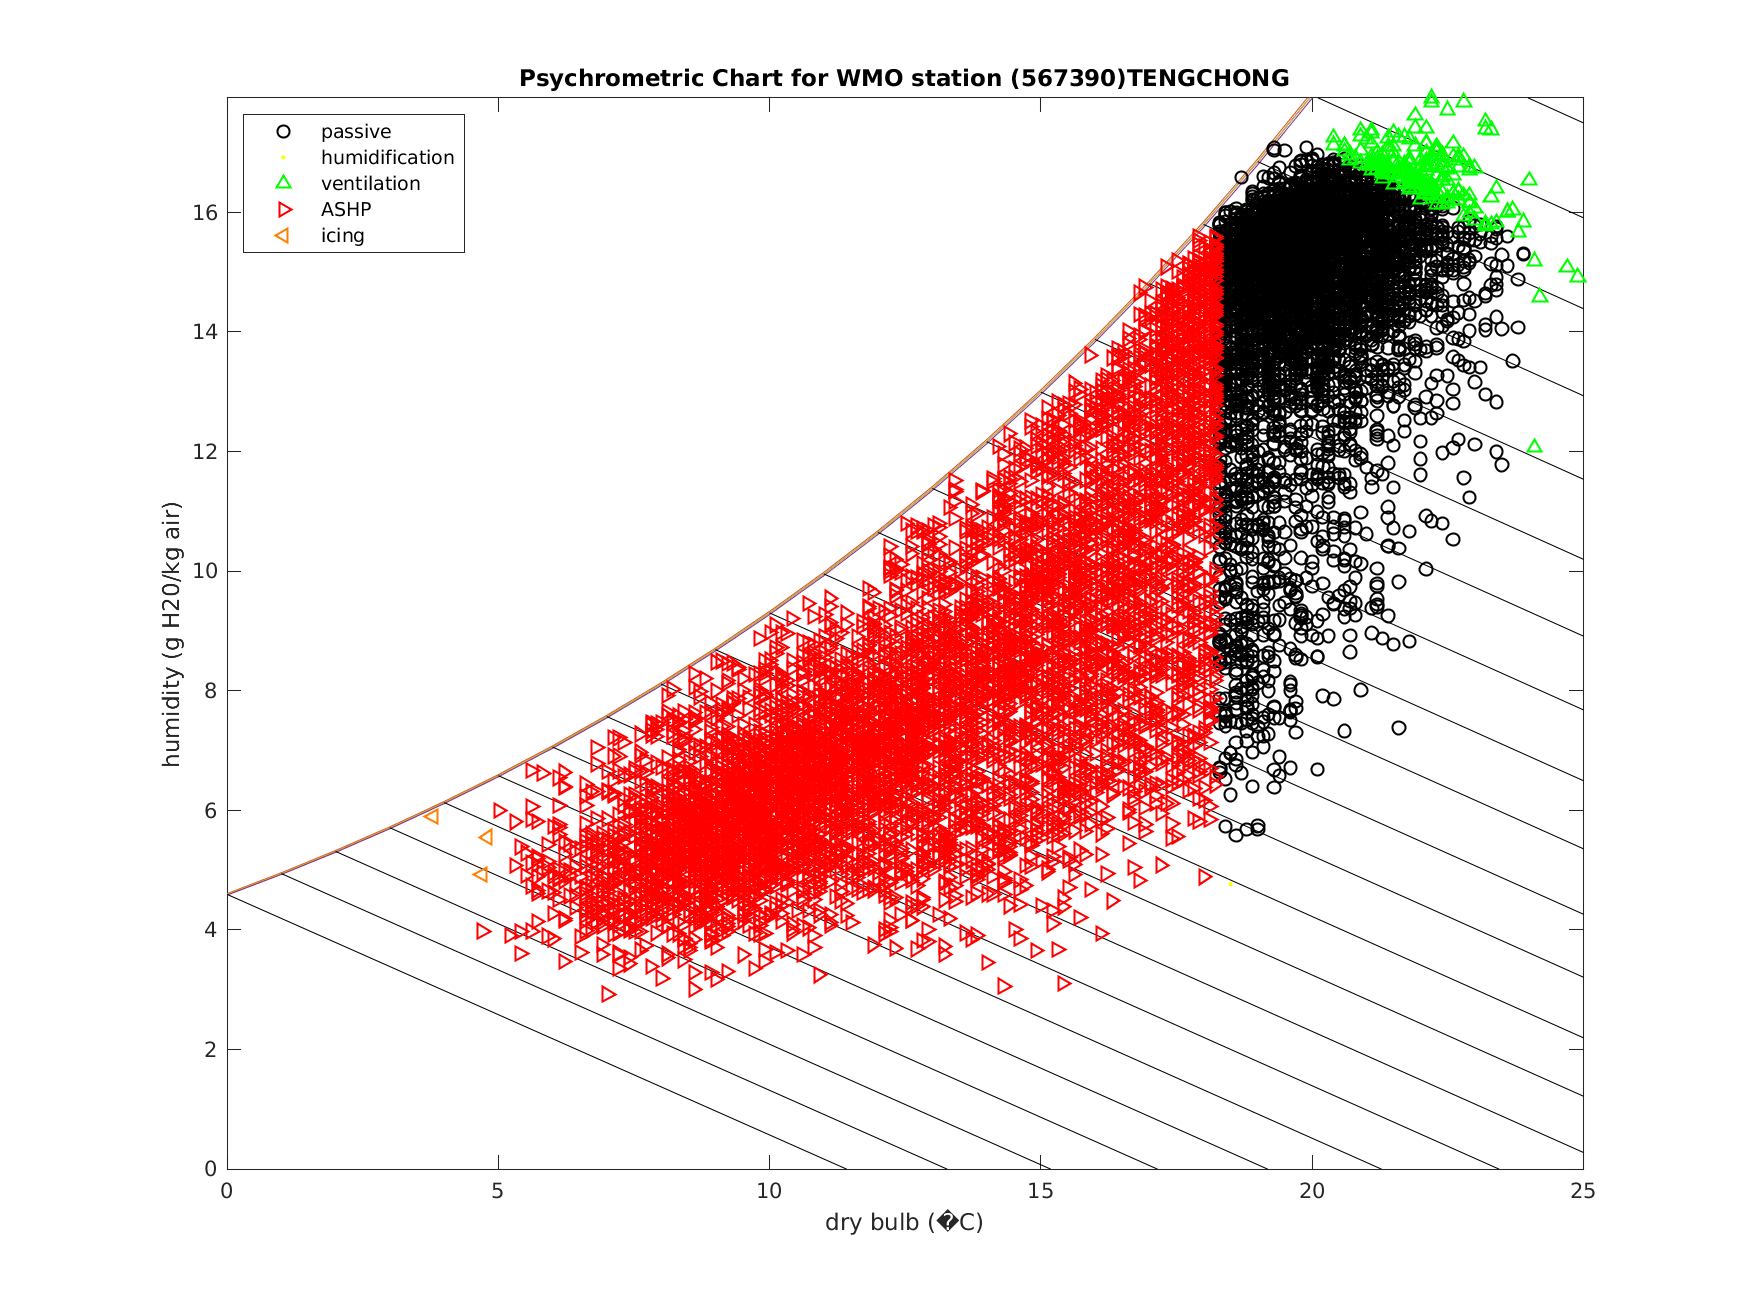 Psychrometric Chart for WMO station (567390)TENGCHONG
passive
humidification
ventilation
ASHP
icing
humidity (g H20/kg air)
16
14
12
10
8
6
4
2
0
0 5 10 15 20 25
dry bulb (�C)